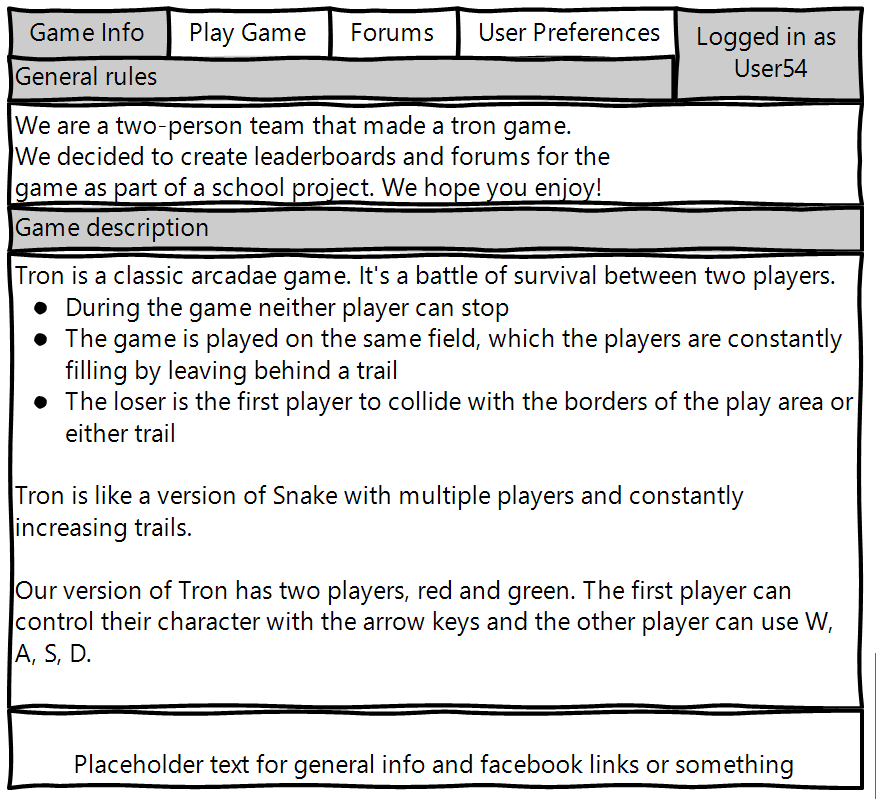 Game Info Play Game Forums User Preferences Logged in as
User54
General rules
We are a two-person team that made a tron game.
We decided to create leaderboards and forums for the
game as part of a school project. We hope you enjoy!
Game description
Tron is a classic arcadae game. It's a battle of survival between two players.
● During the game neither player can stop
● The game is played on the same field, which the players are constantly
filling by leaving behind a trail
● The loser is the first player to collide with the borders of the play area or
either trail
Tron is like a version of Snake with multiple players and constantly
increasing trails.
Our version of Tron has two players, red and green. The first player can
control their character with the arrow keys and the other player can use W,
A, S, D.
Placeholder text for general info and facebook links or something